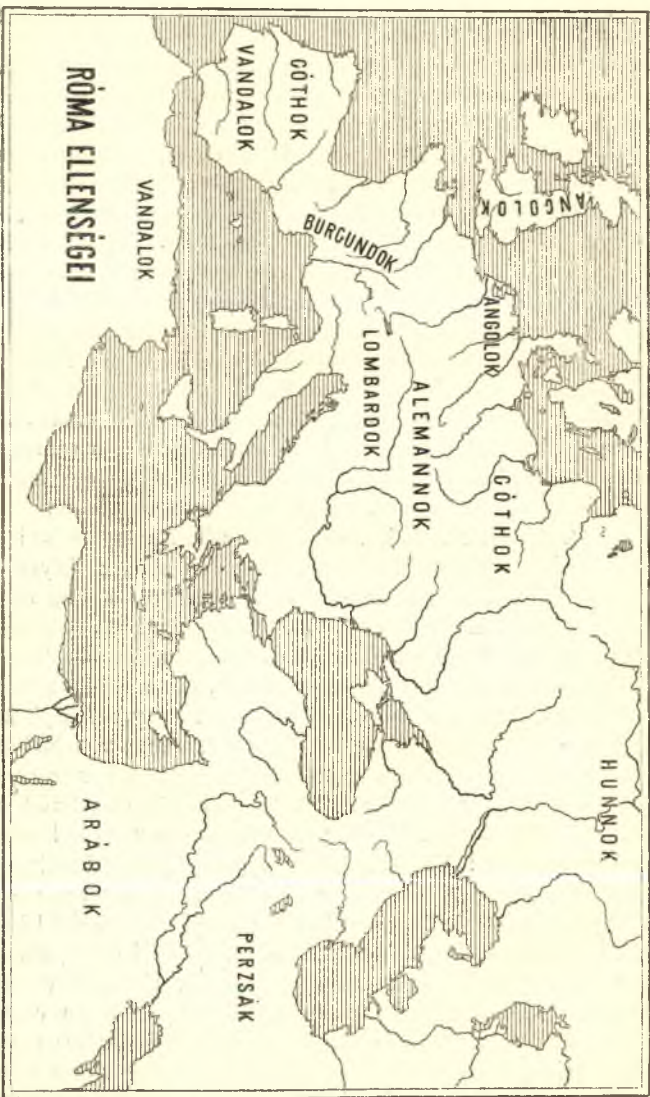 HUNNOK
ANGOLOK
ANGOLOK
GÓTHOK
ALEMANNOK
LOMBARDOK
BURGUNDOK
GÓTHOK
VANDALOK
PERZSÁK
VANDALOK
ARÁBOK
RÓMA ELLENSÉGEI